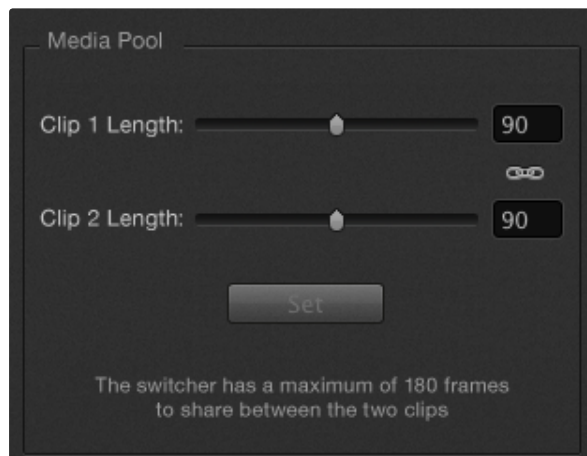 Media Pool
Clip 1 Length: 90
Clip 2 Length: 90
Set
The switcher has a maximum of 180 frames
to share between the two clips